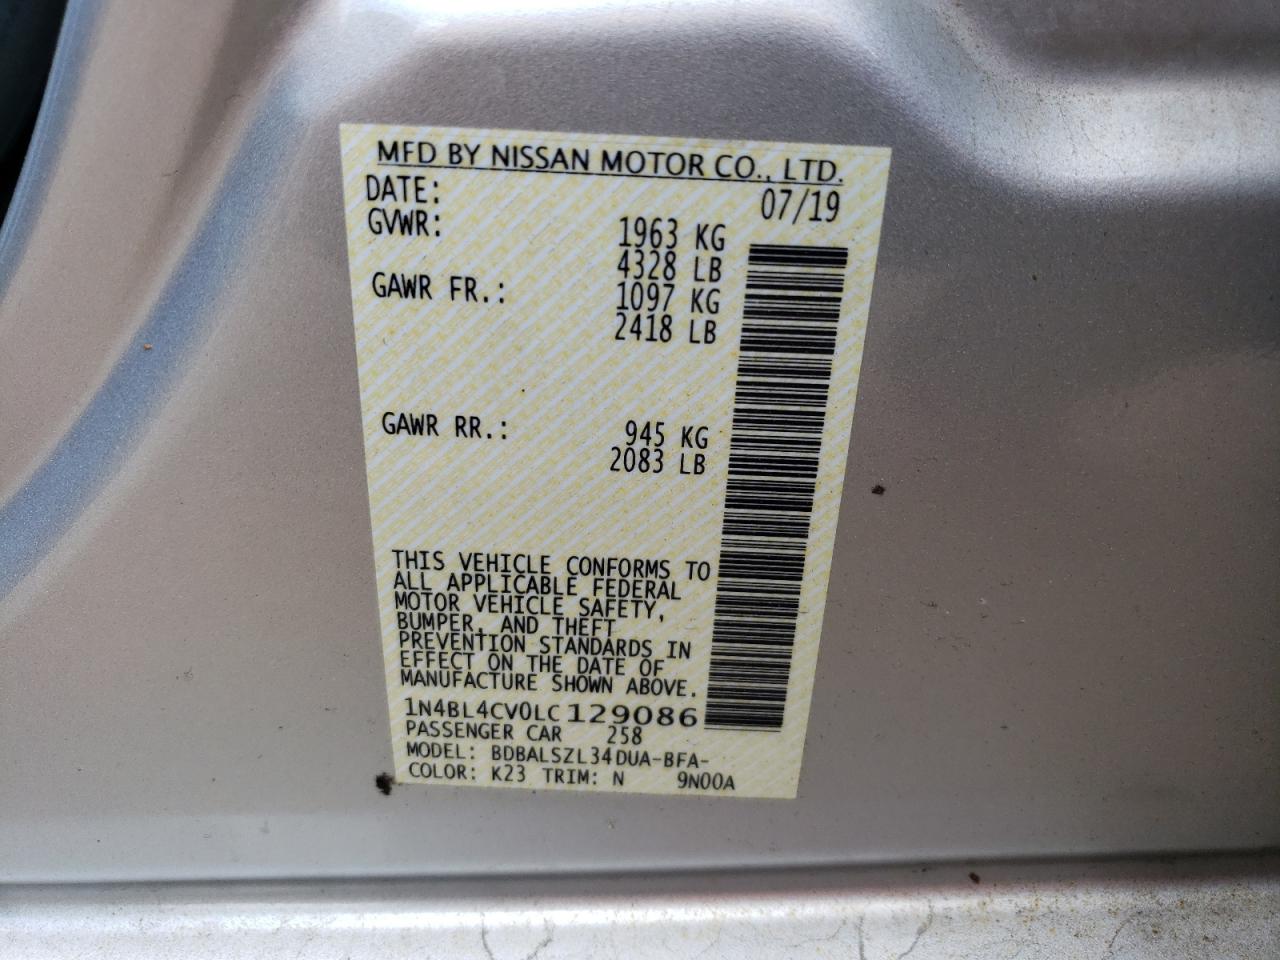 MFD BY NISSAN MOTOR CO., LTD.
DATE: 07/19
GVWR: 1963 KG
4328 LB
GAWR FR.: 1097 KG
2418 LB
GAWR RR.: 945 KG
2083 LB
THIS VEHICLE CONFORMS TO
ALL APPLICABLE FEDERAL
MOTOR VEHICLE SAFETY,
BUMPER, AND THEFT
PREVENTION STANDARDS IN
EFFECT ON THE DATE OF
MANUFACTURE SHOWN ABOVE.
1N4BL4CV0LC129086
PASSENGER CAR 258
MODEL: BDBALSZL34DUA-BFA-
COLOR: K23 TRIM: N 9N00A